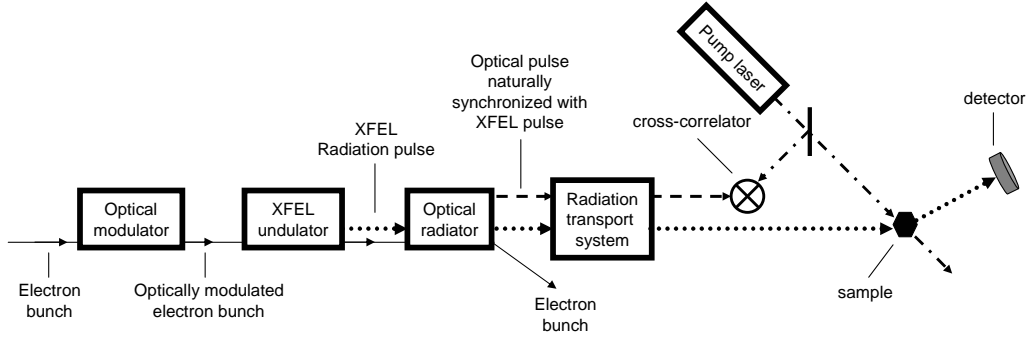 Pump laser
Optical pulse
naturally
synchronized with
XFEL pulse
detector
cross-correlator
XFEL
Radiation pulse
Optical
modulator
XFEL
undulator
Optical
radiator
Radiation
transport
system
Electron
bunch
Optically modulated
electron bunch
Electron
bunch
sample